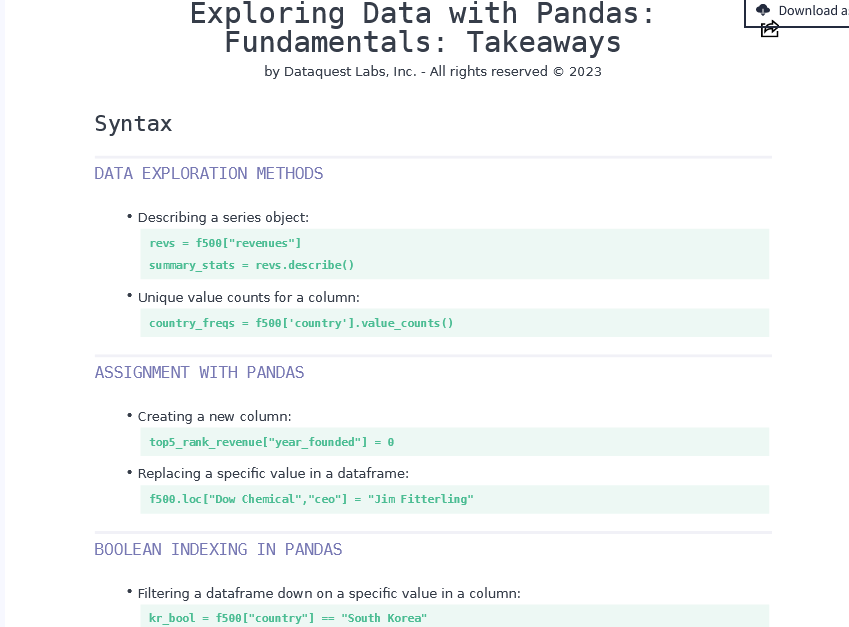 Exploring Data with Pandas:
Fundamentals: Takeaways
Download a
by Dataquest Labs, Inc. - All rights reserved © 2023
Syntax
DATA EXPLORATION METHODS
• Describing a series object:
revs = f500["revenues"]
summary_stats = revs.describe()
• Unique value counts for a column:
country_freqs = f500['country'].value_counts()
ASSIGNMENT WITH PANDAS
• Creating a new column:
top5_rank_revenue["year_founded"] = 0
• Replacing a specific value in a dataframe:
f500.loc["Dow Chemical","ceo"] = "Jim Fitterling"
BOOLEAN INDEXING IN PANDAS
• Filtering a dataframe down on a specific value in a column:
kr_bool = f500["country"] == "South Korea"